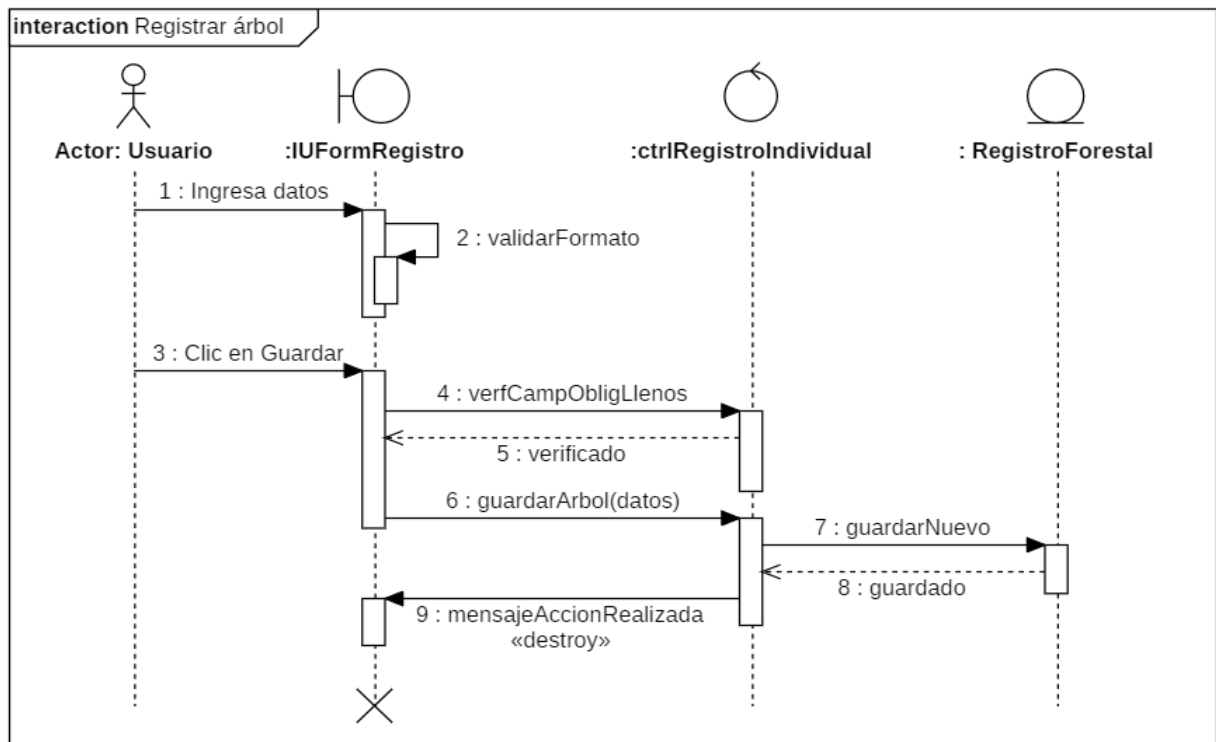 interaction Registrar árbol
Actor: Usuario
:IUFormRegistro
:ctrlRegistroIndividual
: RegistroForestal
1 : Ingresa datos
2 : validarFormato
3 : Clic en Guardar
4 : verfCampObligLlenos
5 : verificado
6 : guardarArbol(datos)
7 : guardarNuevo
8 : guardado
9 : mensajeAccionRealizada
«destroy»